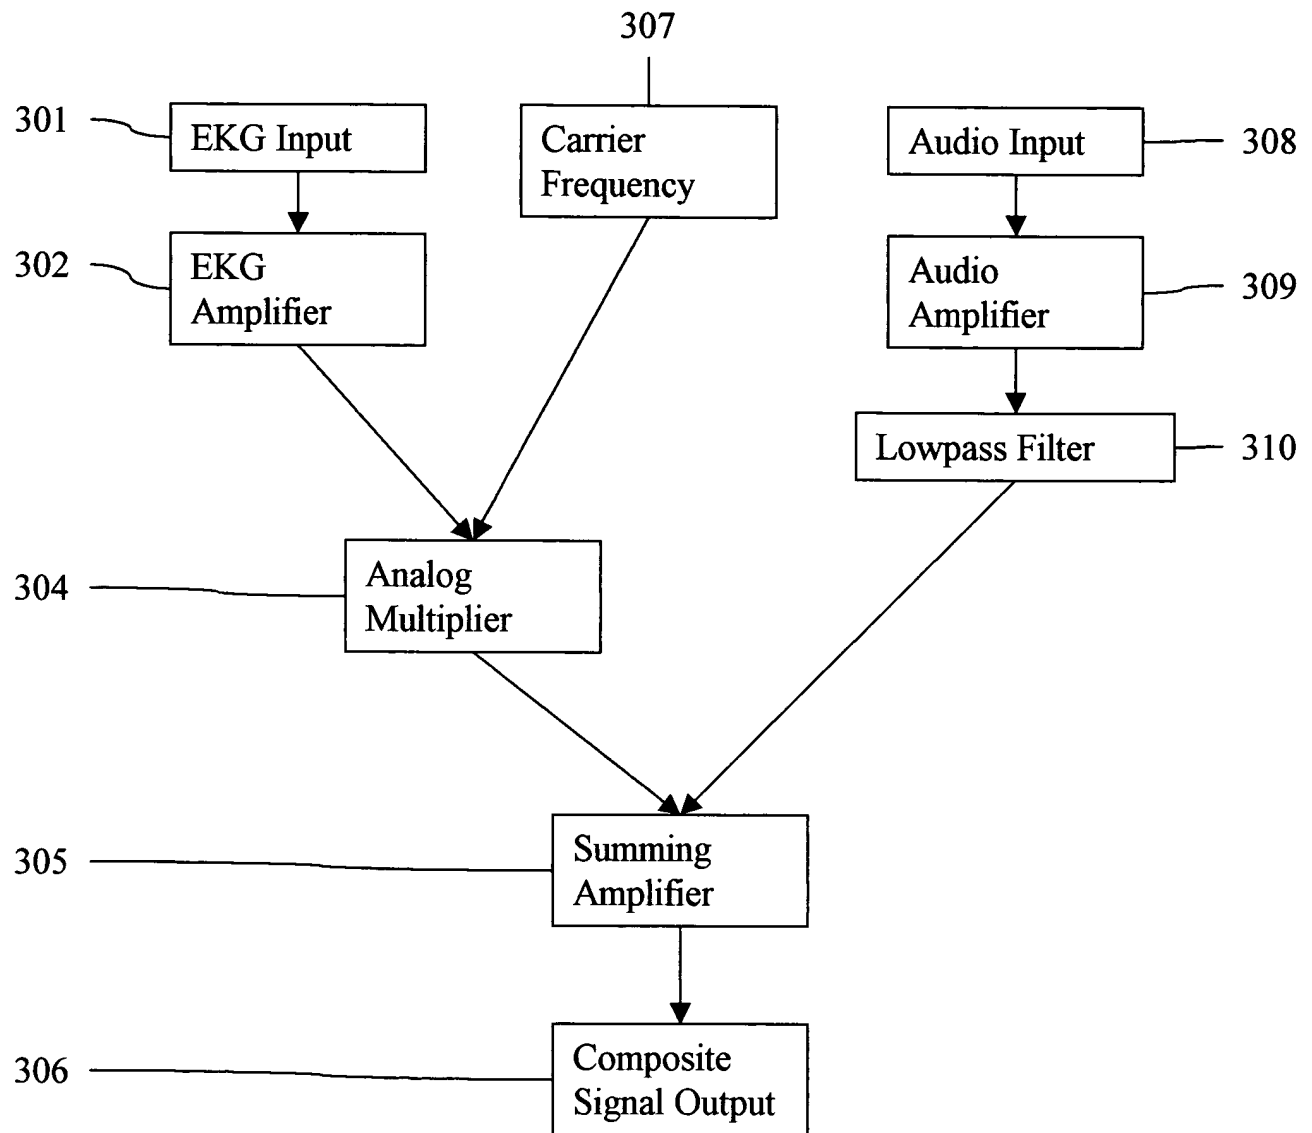 307
301
EKG Input
Carrier
Frequency
Audio Input
308
302
EKG
Amplifier
Audio
Amplifier
309
Lowpass Filter
310
304
Analog
Multiplier
305
Summing
Amplifier
306
Composite
Signal Output